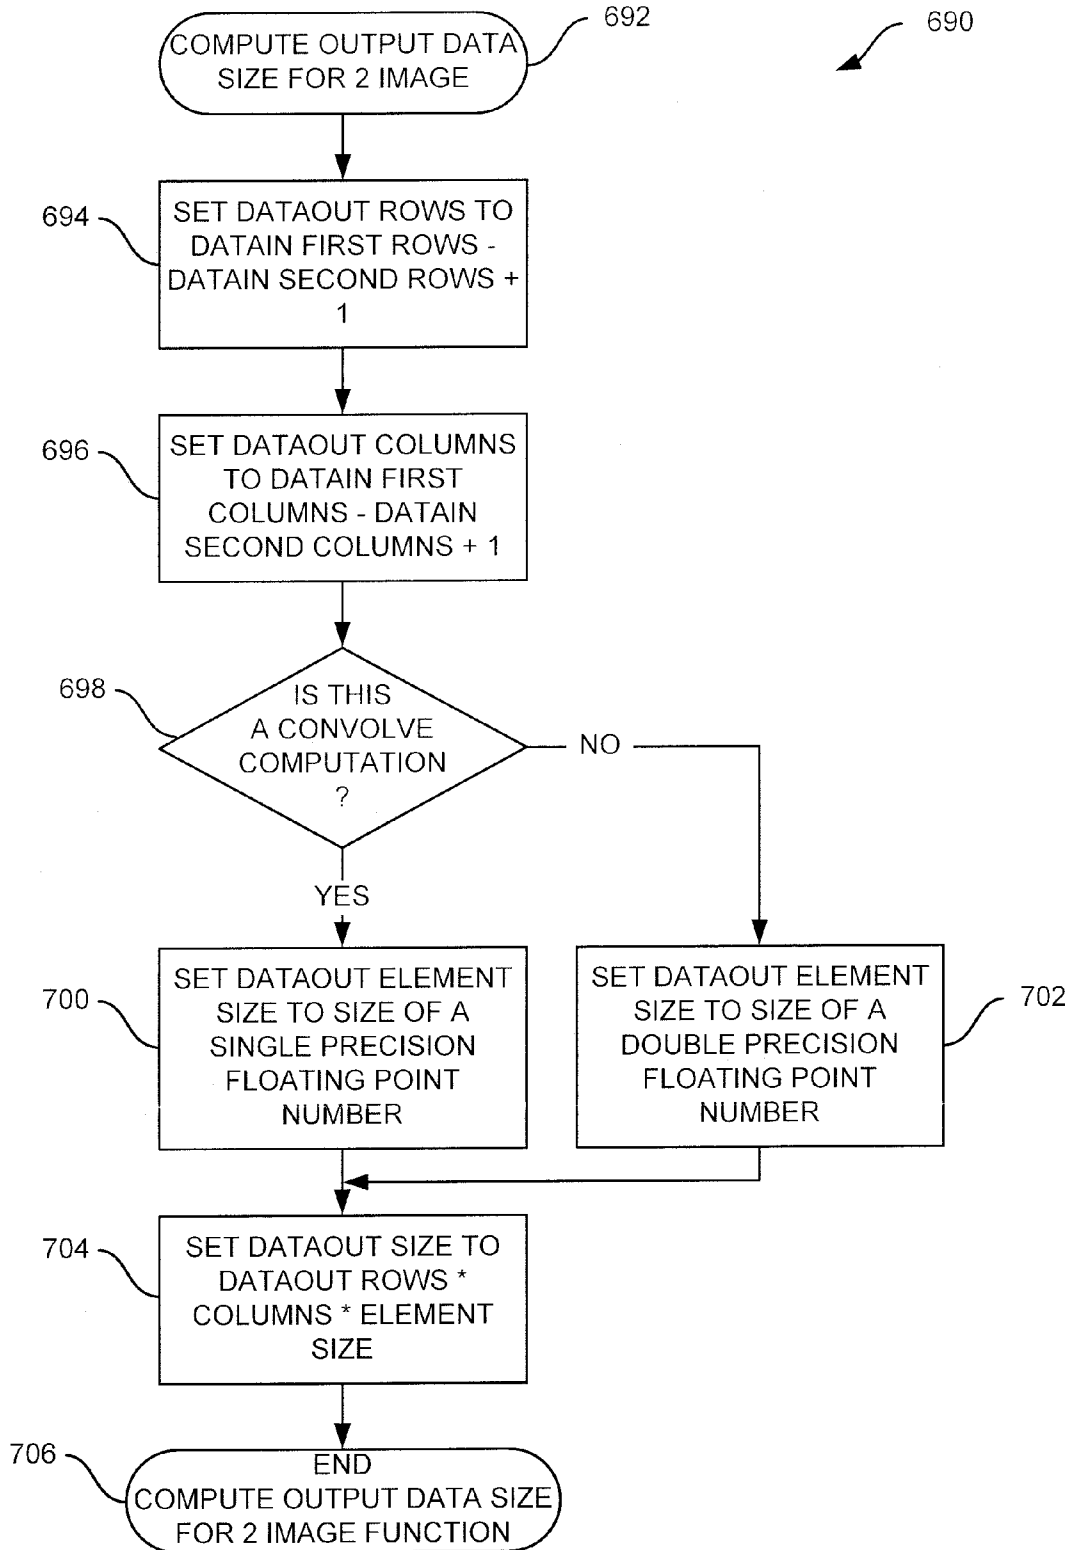 COMPUTE OUTPUT DATA
SIZE FOR 2 IMAGE
692
690
694
SET DATAOUT ROWS TO
DATAIN FIRST ROWS -
DATAIN SECOND ROWS +
1
696
SET DATAOUT COLUMNS
TO DATAIN FIRST
COLUMNS - DATAIN
SECOND COLUMNS + 1
698
IS THIS
A CONVOLVE
COMPUTATION
?
NO
YES
700
SET DATAOUT ELEMENT
SIZE TO SIZE OF A
SINGLE PRECISION
FLOATING POINT
NUMBER
SET DATAOUT ELEMENT
SIZE TO SIZE OF A
DOUBLE PRECISION
FLOATING POINT
NUMBER
702
704
SET DATAOUT SIZE TO
DATAOUT ROWS *
COLUMNS * ELEMENT
SIZE
706
END
COMPUTE OUTPUT DATA SIZE
FOR 2 IMAGE FUNCTION